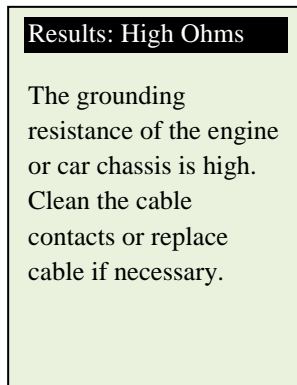 Results: High Ohms
The grounding
resistance of the engine
or car chassis is high.
Clean the cable
contacts or replace
cable if necessary.